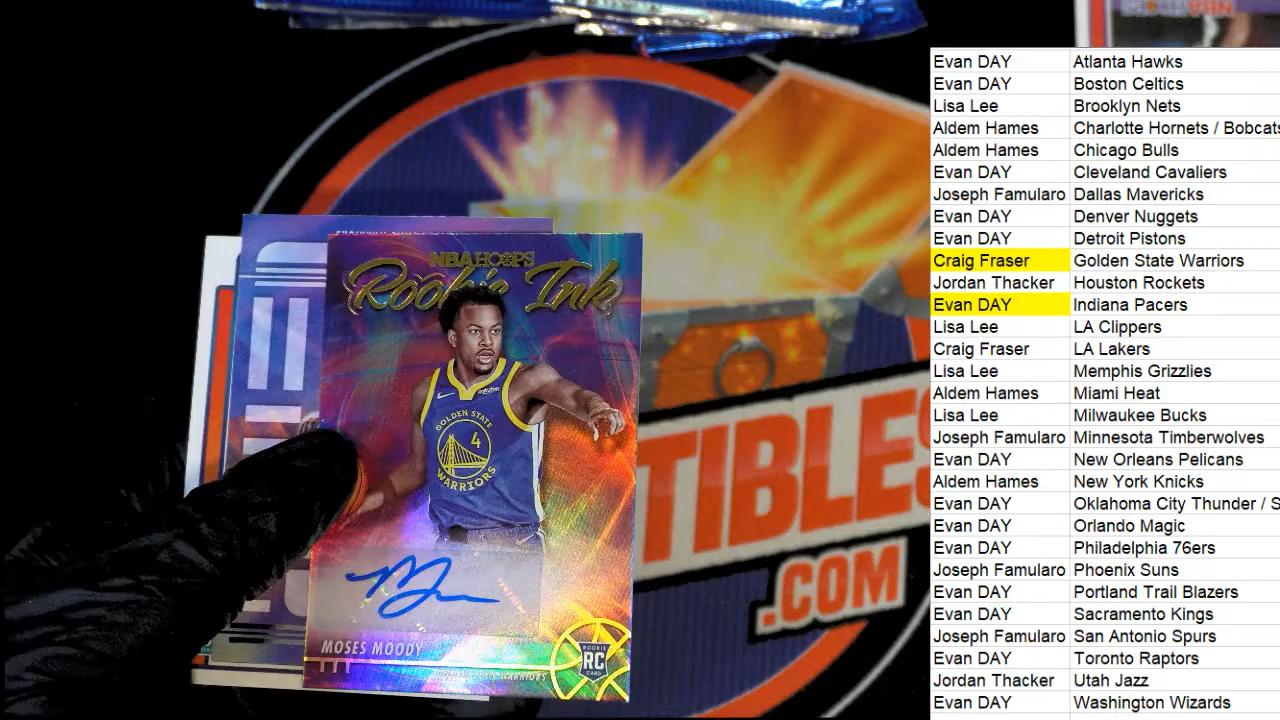 NBA HOOPS
Rookie Ink
GOLDEN STATE
4
WARRIORS
MOSES MOODY
ROOKIE
RC
CARD
TIBLES
.COM
Evan DAY Atlanta Hawks
Evan DAY Boston Celtics
Lisa Lee Brooklyn Nets
Aldem Hames Charlotte Hornets / Bobcats
Aldem Hames Chicago Bulls
Evan DAY Cleveland Cavaliers
Joseph Famularo Dallas Mavericks
Evan DAY Denver Nuggets
Evan DAY Detroit Pistons
Craig Fraser Golden State Warriors
Jordan Thacker Houston Rockets
Evan DAY Indiana Pacers
Lisa Lee LA Clippers
Craig Fraser LA Lakers
Lisa Lee Memphis Grizzlies
Aldem Hames Miami Heat
Lisa Lee Milwaukee Bucks
Joseph Famularo Minnesota Timberwolves
Evan DAY New Orleans Pelicans
Aldem Hames New York Knicks
Evan DAY Oklahoma City Thunder / S
Evan DAY Orlando Magic
Evan DAY Philadelphia 76ers
Joseph Famularo Phoenix Suns
Evan DAY Portland Trail Blazers
Evan DAY Sacramento Kings
Joseph Famularo San Antonio Spurs
Evan DAY Toronto Raptors
Jordan Thacker Utah Jazz
Evan DAY Washington Wizards